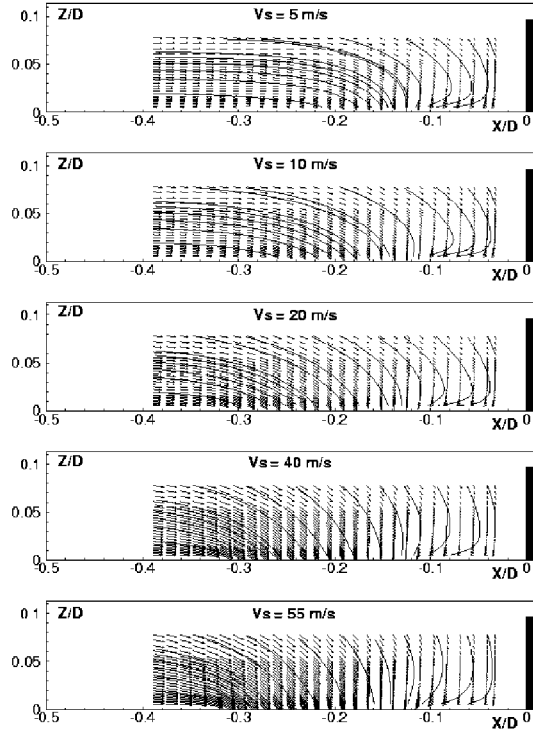 0.1 Z/D Vs = 5 m/s
0.05
0
-0.5 -0.4 -0.3 -0.2 -0.1 X/D 0
0.1 Z/D Vs = 10 m/s
0.05
0
-0.5 -0.4 -0.3 -0.2 -0.1 X/D 0
0.1 Z/D Vs = 20 m/s
0.05
0
-0.5 -0.4 -0.3 -0.2 -0.1 X/D 0
0.1 Z/D Vs = 40 m/s
0.05
0
-0.5 -0.4 -0.3 -0.2 -0.1 X/D 0
0.1 Z/D Vs = 55 m/s
0.05
0
-0.5 -0.4 -0.3 -0.2 -0.1 X/D 0